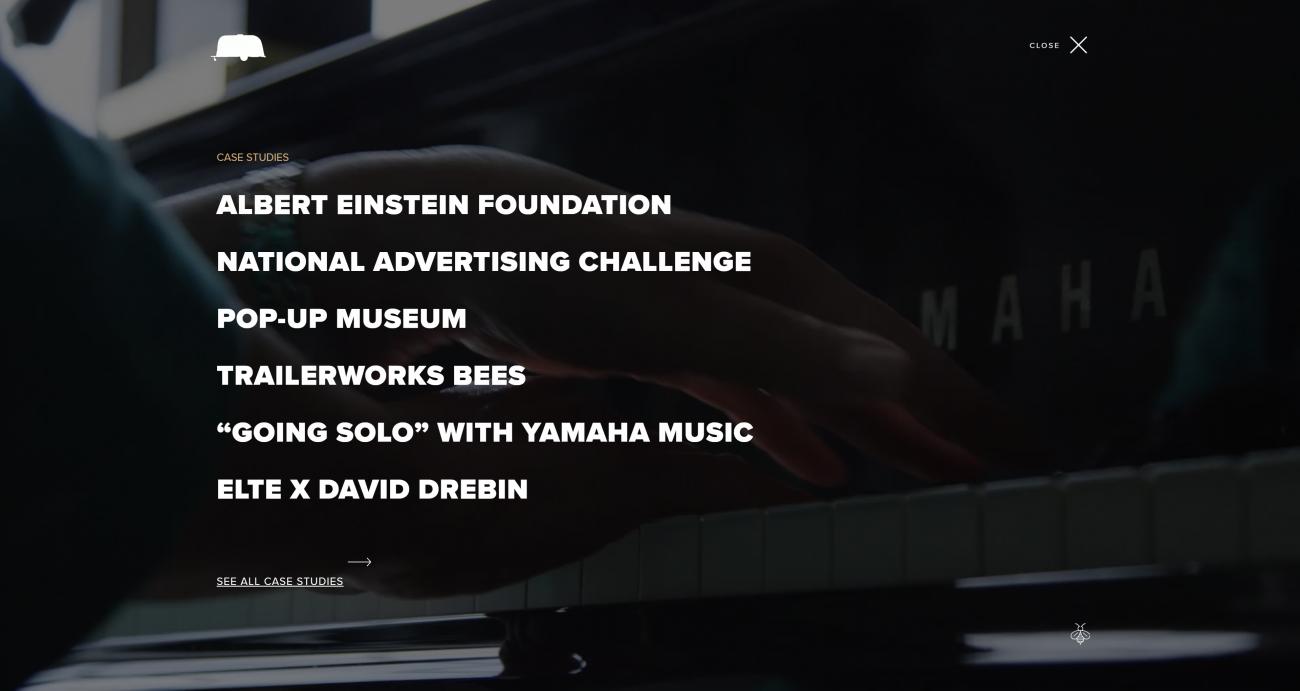 CLOSE
CASE STUDIES
ALBERT EINSTEIN FOUNDATION
NATIONAL ADVERTISING CHALLENGE
POP-UP MUSEUM
MAHA
TRAILERWORKS BEES
“GOING SOLO” WITH YAMAHA MUSIC
ELTE X DAVID DREBIN
SEE ALL CASE STUDIES